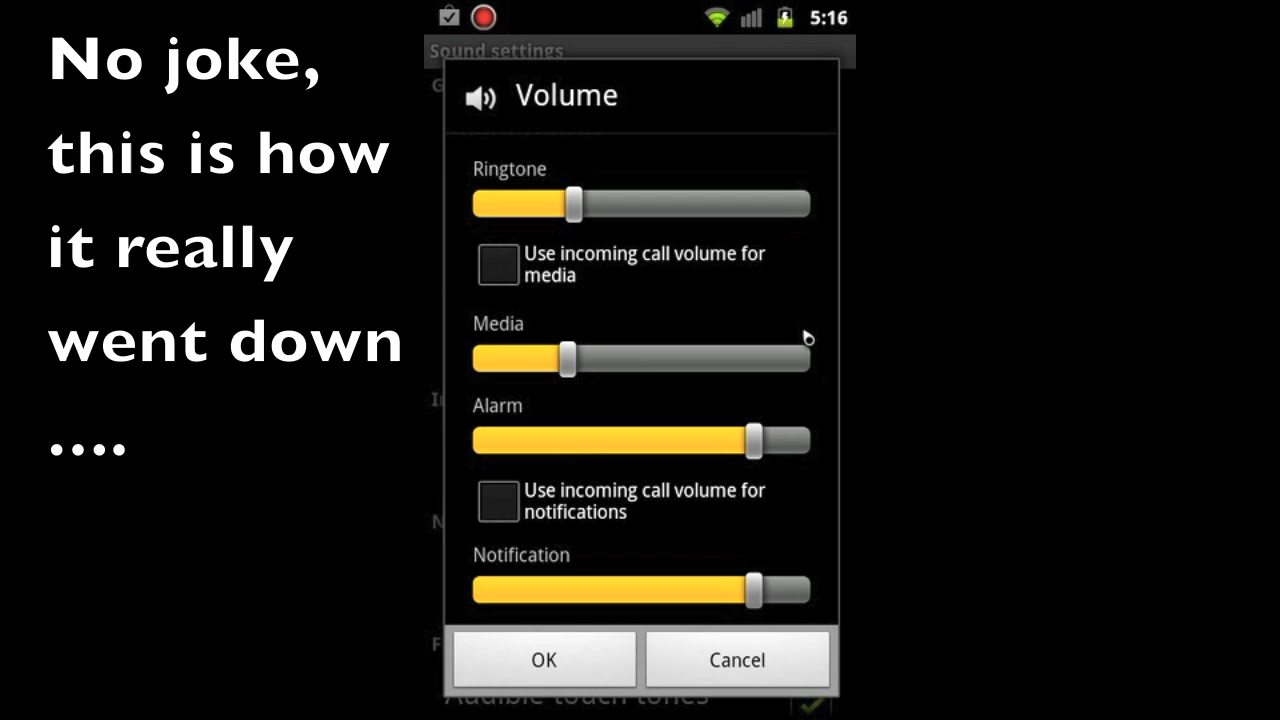 No joke,
this is how
it really
went down
....
5:16
Sound settings
Volume
Ringtone
Use incoming call volume for
media
Media
Alarm
Use incoming call volume for
notifications
Notification
OK
Cancel
Audible touch tones